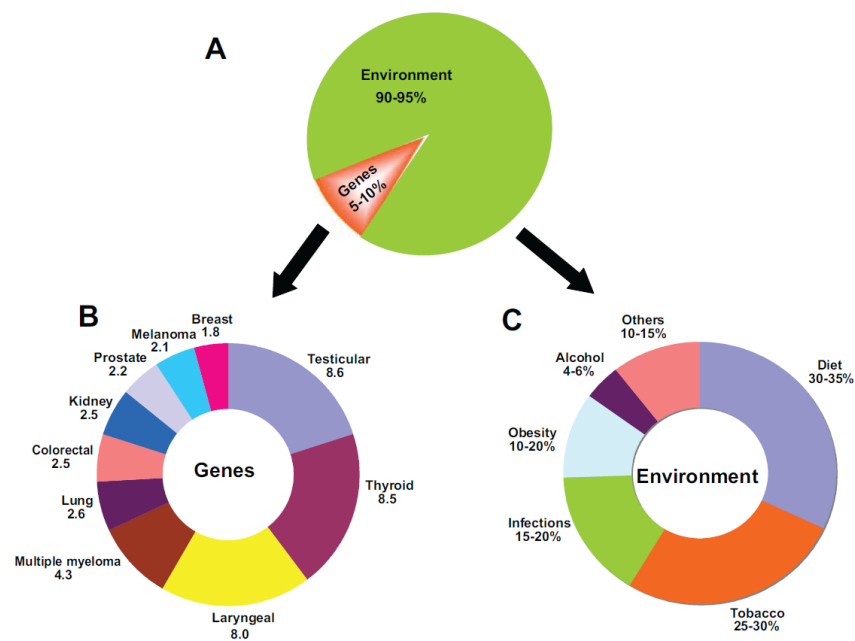 A
Environment
90-95%
Genes
5-10%
B
Breast
1.8
Melanoma
2.1
Prostate
2.2
Kidney
2.5
Colorectal
2.5
Lung
2.6
Multiple myeloma
4.3
Laryngeal
8.0
Thyroid
8.5
Testicular
8.6
Genes
C
Others
10-15%
Alcohol
4-6%
Obesity
10-20%
Infections
15-20%
Tobacco
25-30%
Diet
30-35%
Environment